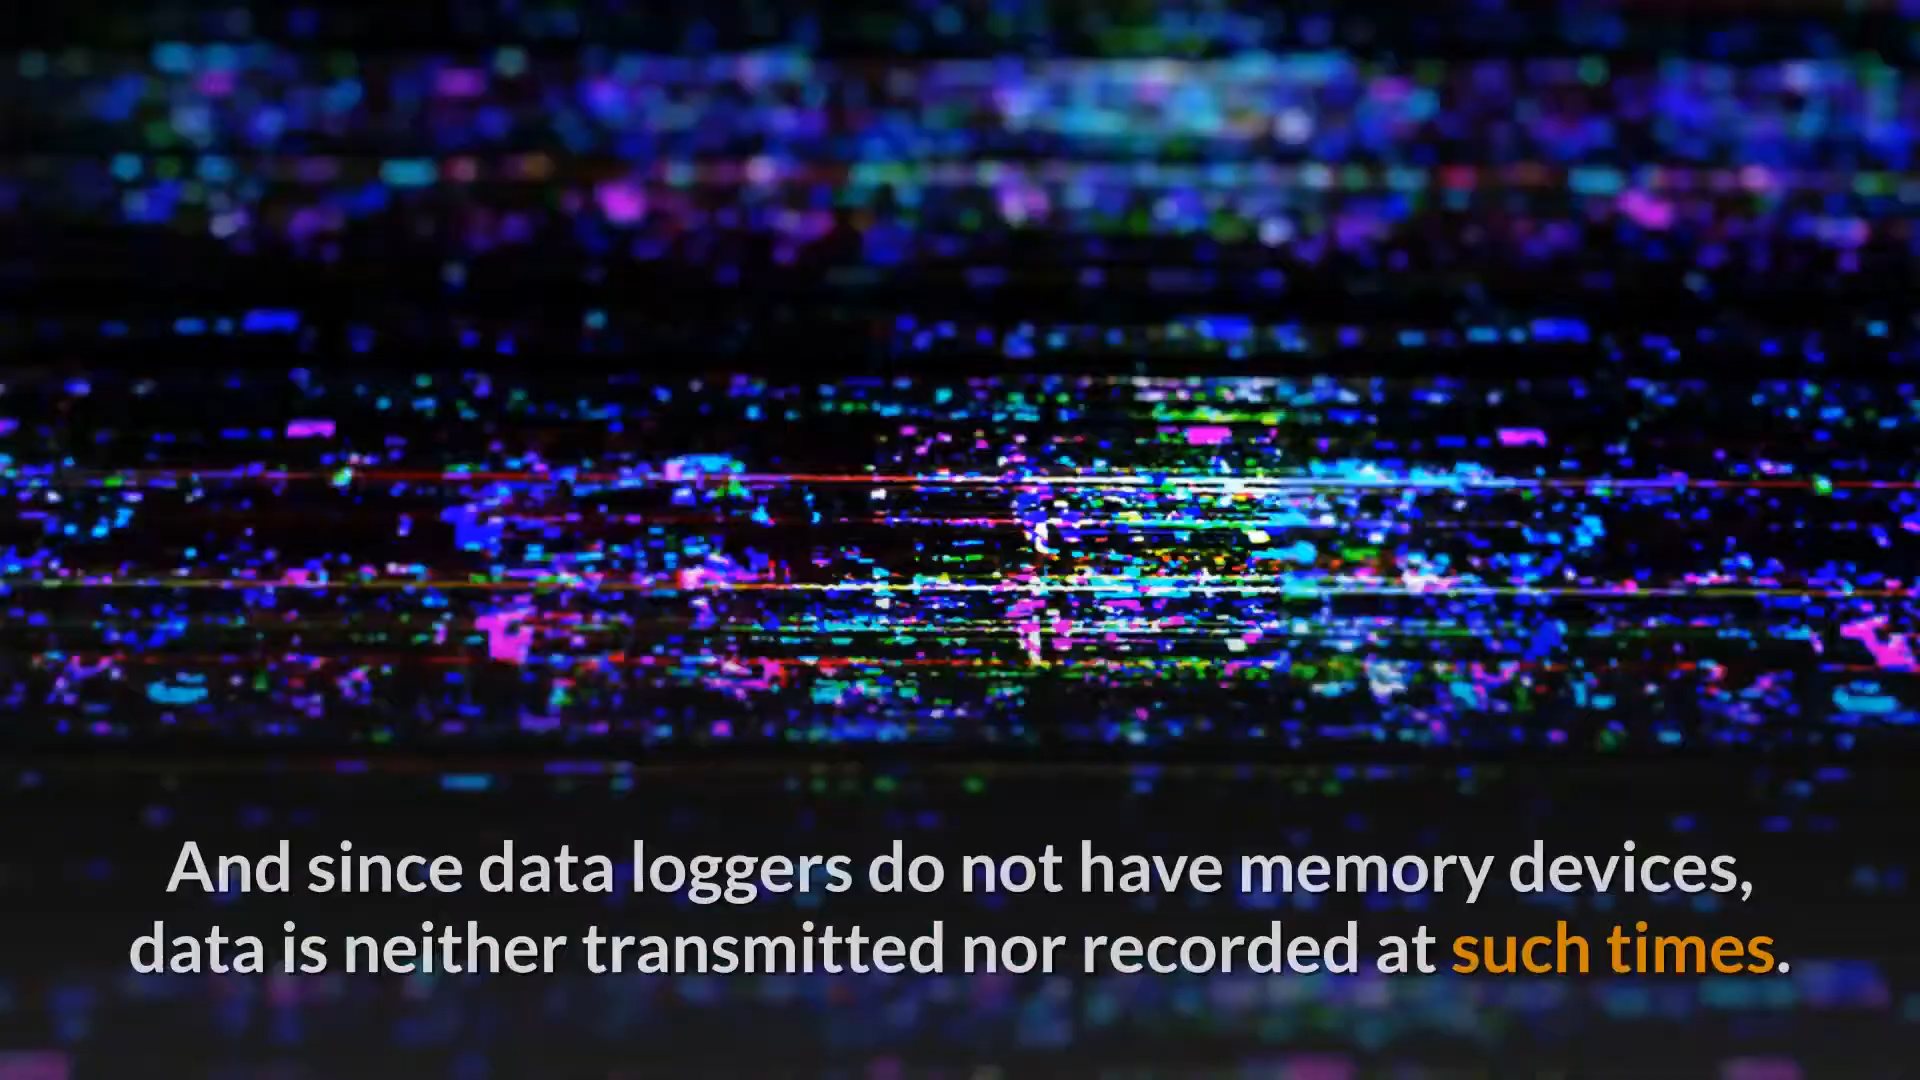 And since data loggers do not have memory devices,
data is neither transmitted nor recorded at such times.